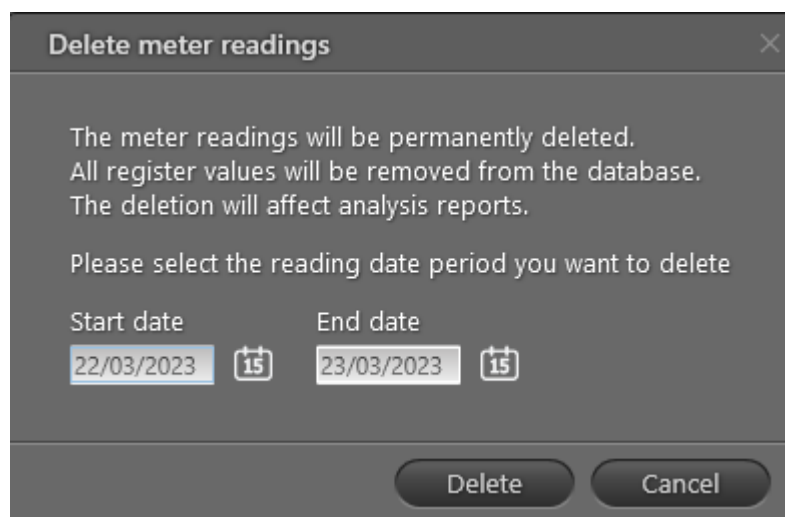 Delete meter readings
The meter readings will be permanently deleted.
All register values will be removed from the database.
The deletion will affect analysis reports.
Please select the reading date period you want to delete
Start date End date
22/03/2023 15 23/03/2023 15
Delete Cancel